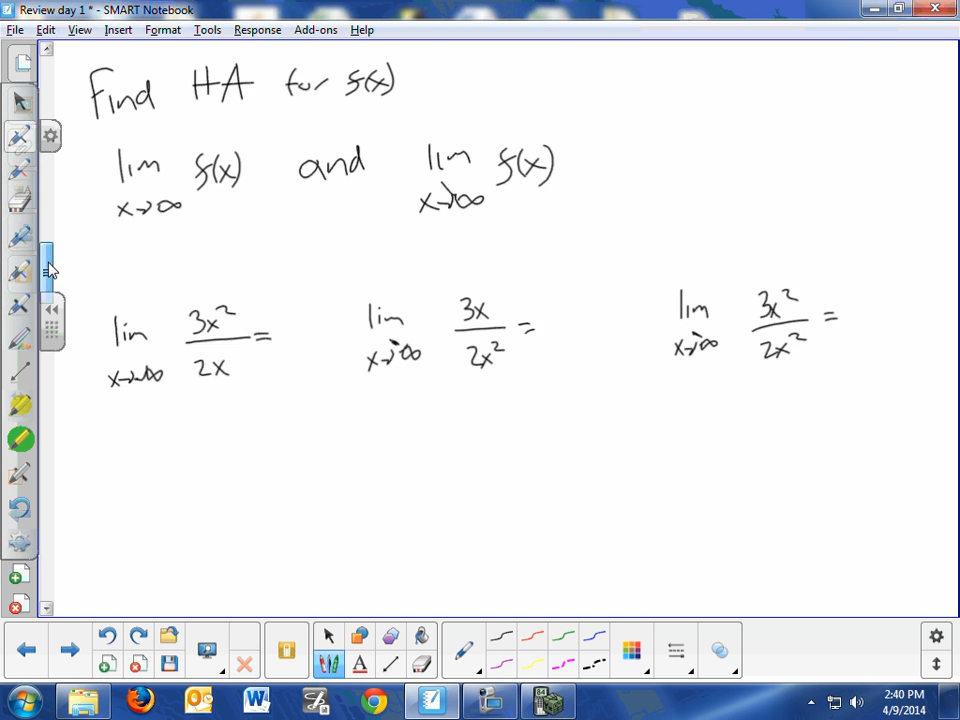 Review day 1 * - SMART Notebook
File Edit View Insert Format Tools Response Add-ons Help
Find HA for f(x)
lim x→∞ f(x) and lim x→-∞ f(x)
lim x→-∞ 3x²/2x =
lim x→-∞ 3x/2x² =
lim x→-∞ 3x²/2x² =
2:40 PM
4/9/2014